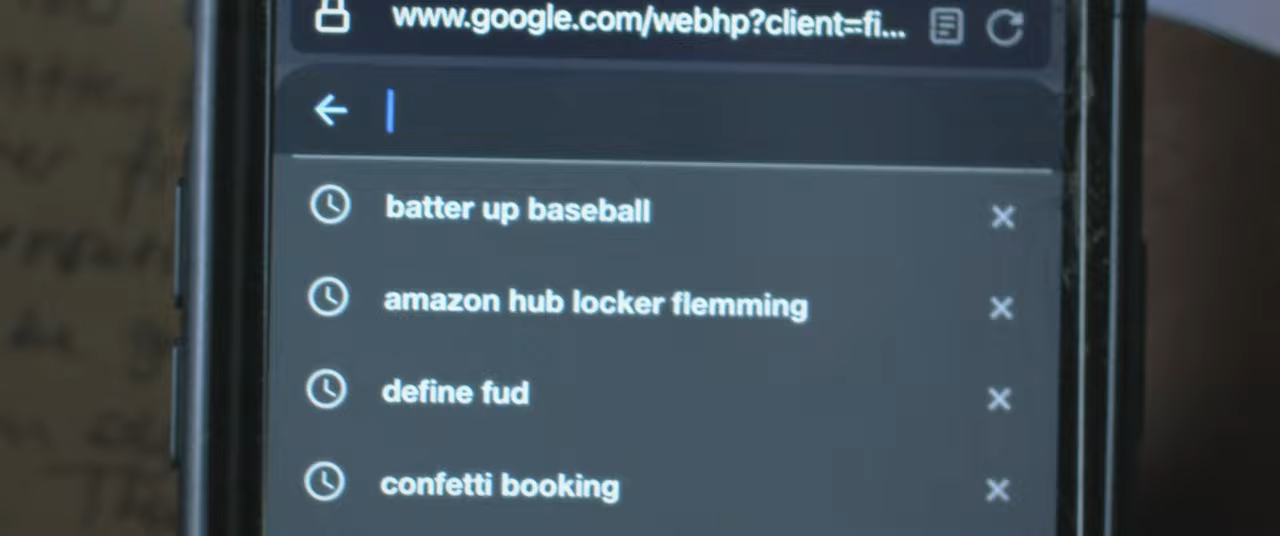 www.google.com/webhp?client=fi...
batter up baseball
amazon hub locker flemming
define fud
confetti booking